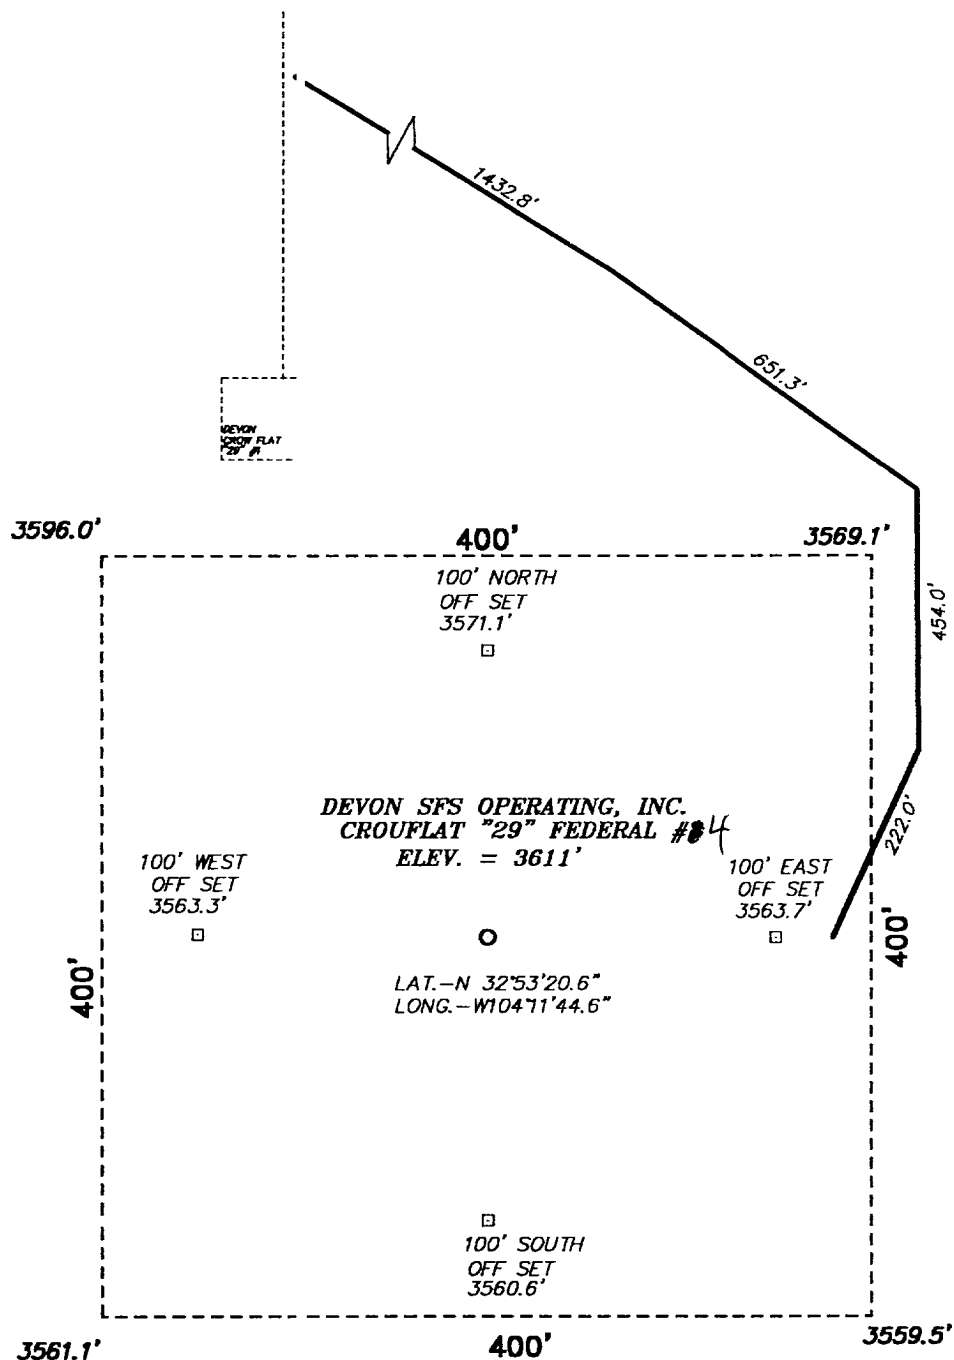 1432.8'
651.3'
DEVON
CROW FLAT
"29" #1
3596.0'
400'
3569.1'
100' NORTH
OFF SET
3571.1'
454.0'
DEVON SFS OPERATING, INC.
CROUFLAT "29" FEDERAL #4
ELEV. = 3611'
222.0'
100' WEST
OFF SET
3563.3'
100' EAST
OFF SET
3563.7'
400'
400'
LAT.-N 32°53'20.6"
LONG.-W104°11'44.6"
100' SOUTH
OFF SET
3560.6'
3561.1'
400'
3559.5'